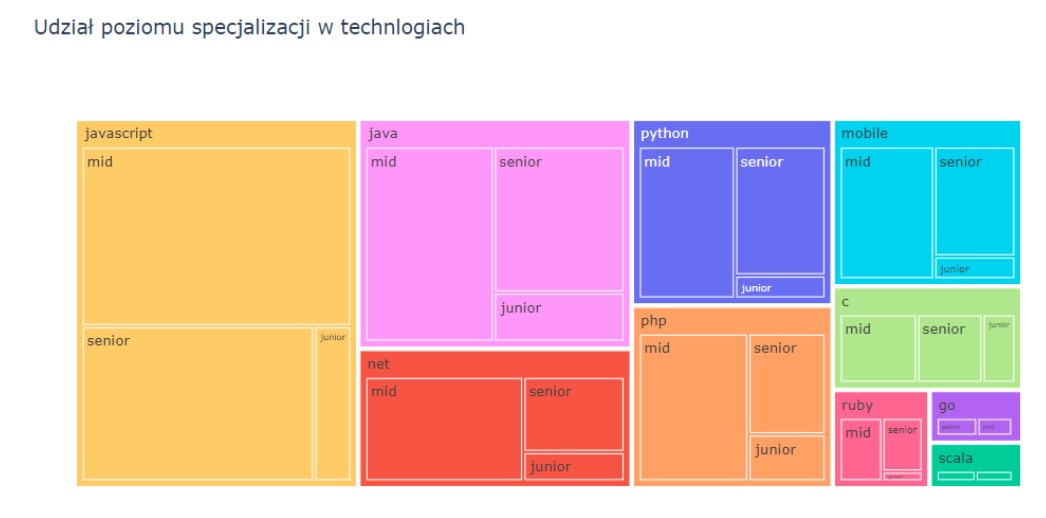 Udział poziomu specjalizacji w technlogiach
javascript
mid
senior
junior
java
mid
senior
junior
net
mid
senior
junior
python
mid
senior
junior
php
mid
senior
junior
mobile
mid
senior
junior
c
mid
senior
junior
ruby
mid
senior
junior
go
senior
mid
scala